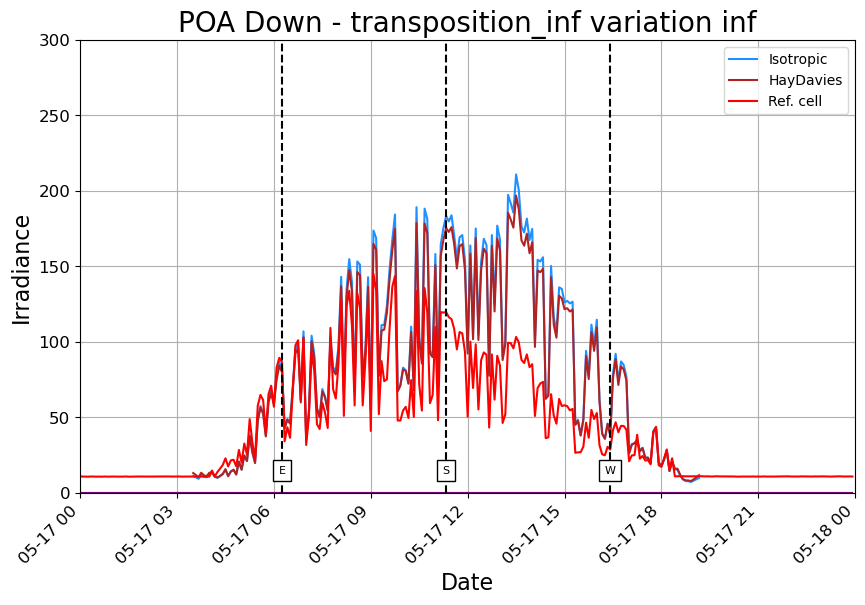 POA Down - transposition_inf variation inf
Isotropic
HayDavies
Ref. cell
Irradiance
300
250
200
150
100
50
0
E
S
W
05-17 00
05-17 03
05-17 06
05-17 09
05-17 12
05-17 15
05-17 18
05-17 21
05-18 00
Date